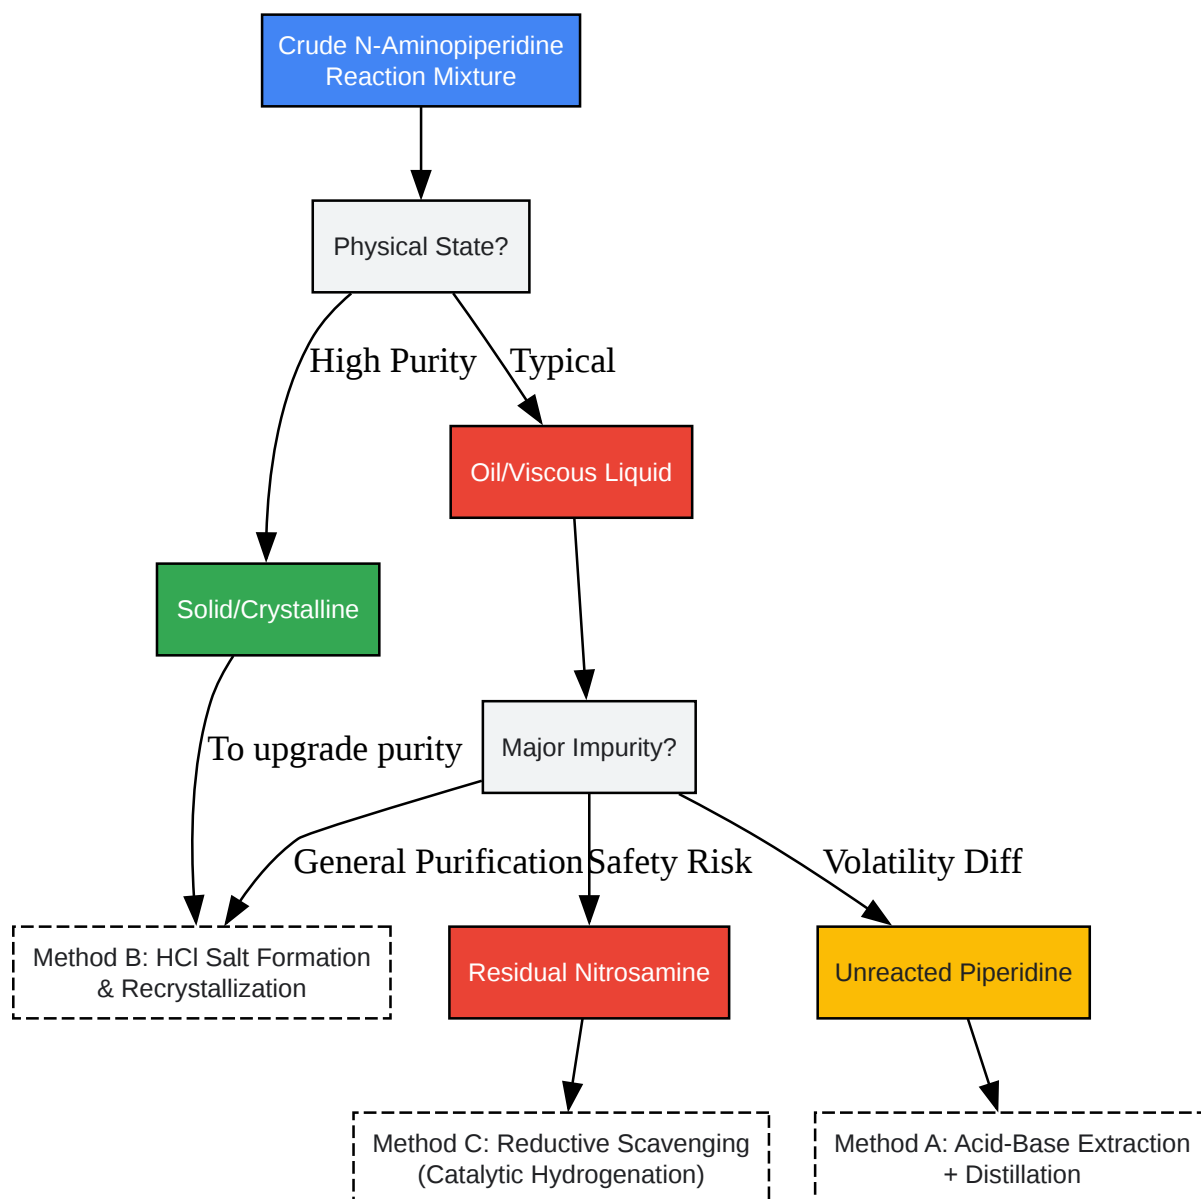 Crude N-Aminopiperidine
Reaction Mixture
Physical State?
High Purity
Typical
Oil/Viscous Liquid
Solid/Crystalline
To upgrade purity
Major Impurity?
General Purification
Safety Risk
Volatility Diff
Method B: HCl Salt Formation
& Recrystallization
Residual Nitrosamine
Unreacted Piperidine
Method C: Reductive Scavenging
(Catalytic Hydrogenation)
Method A: Acid-Base Extraction
+ Distillation